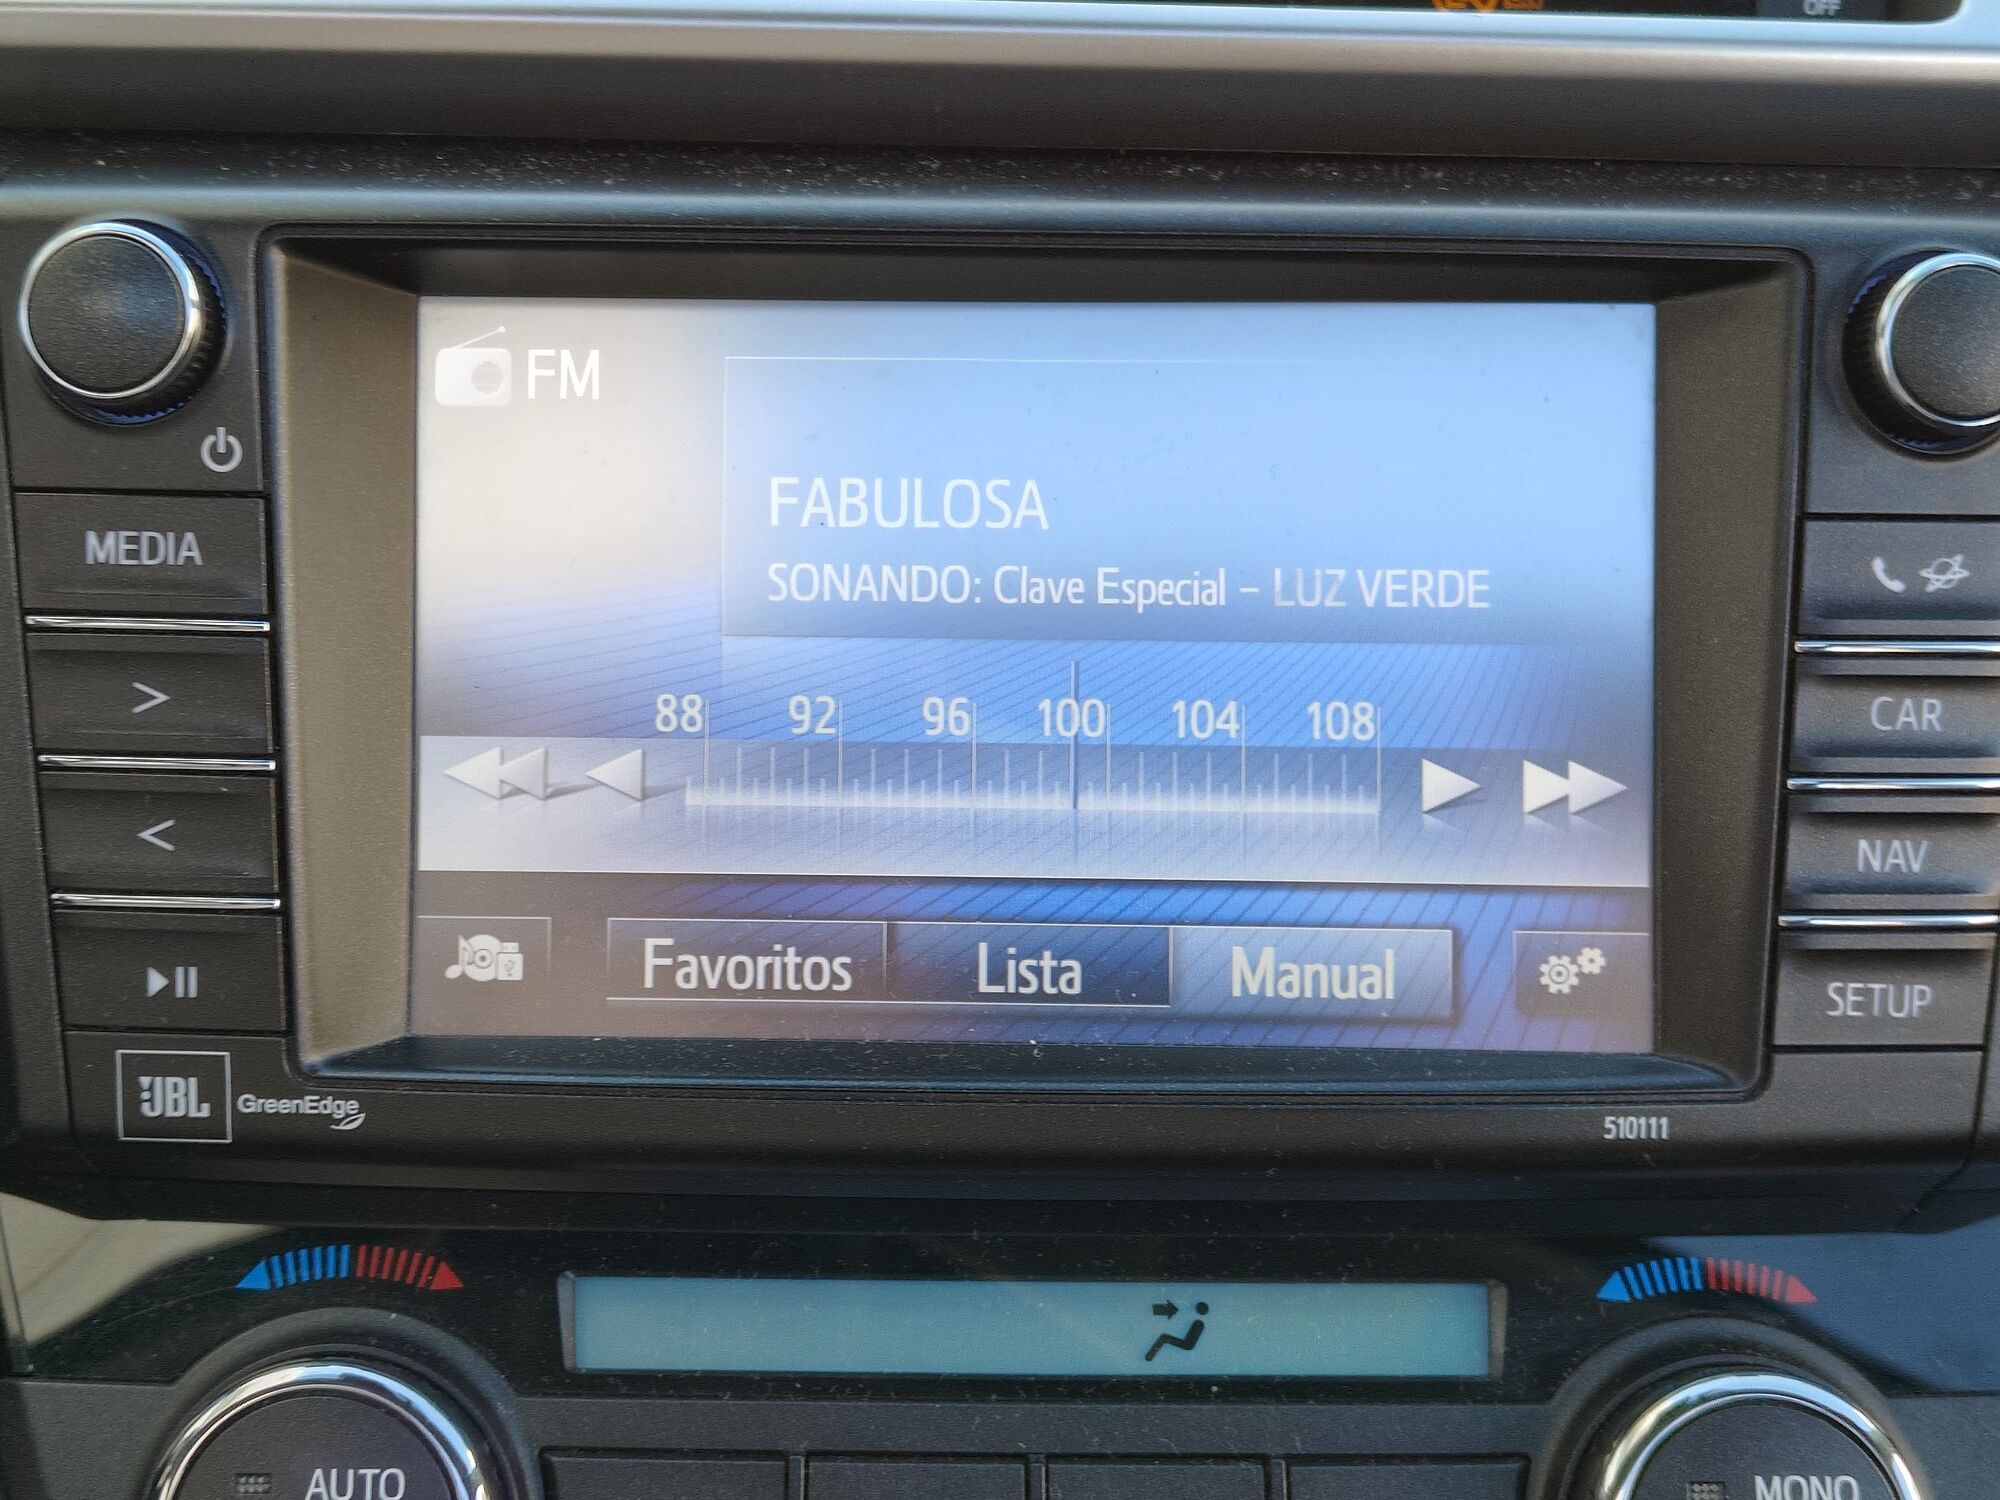 OFF
FM
FABULOSA
SONANDO: Clave Especial – LUZ VERDE
88 92 96 100 104 108
Favoritos Lista Manual
MEDIA
>
<
CAR
NAV
SETUP
JBL GreenEdge
510111
AUTO
MONO